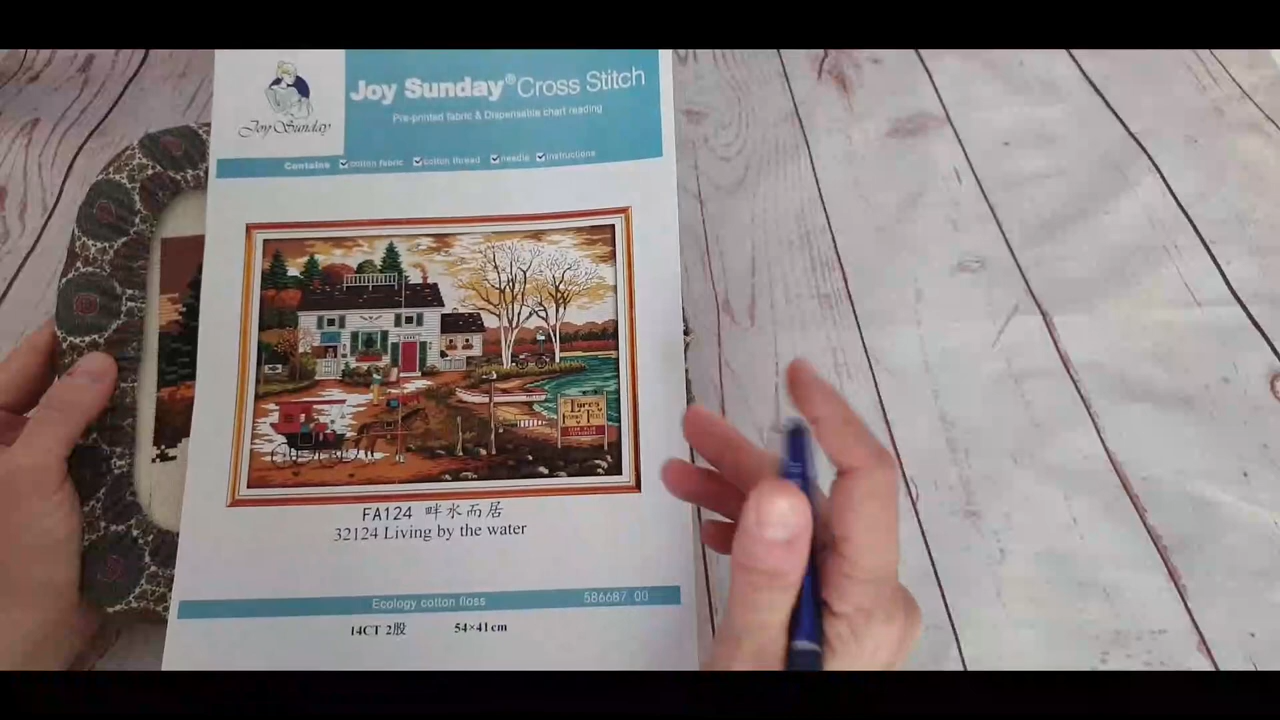 Joy Sunday
Joy Sunday® Cross Stitch
Pre-printed fabric & Dispensable chart reading
Contains cotton fabric cotton thread needle instructions
FA124 畔水而居
32124 Living by the water
Ecology cotton floss 586687 00
14CT 2股 54×41cm